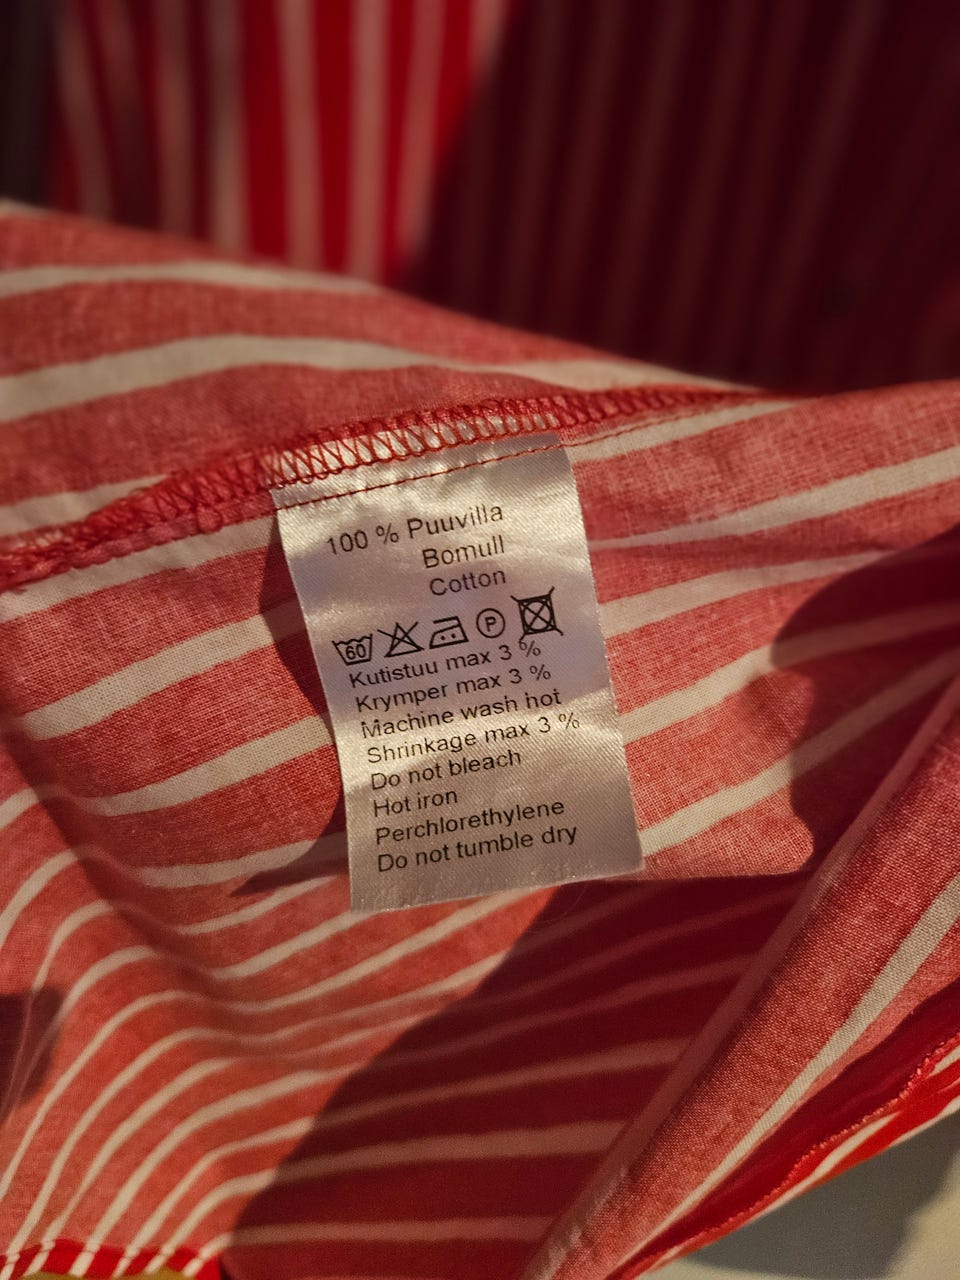 100 % Puuvilla
Bomull
Cotton
60 P
Kutistuu max 3 %
Krymper max 3 %
Machine wash hot
Shrinkage max 3 %
Do not bleach
Hot iron
Perchlorethylene
Do not tumble dry